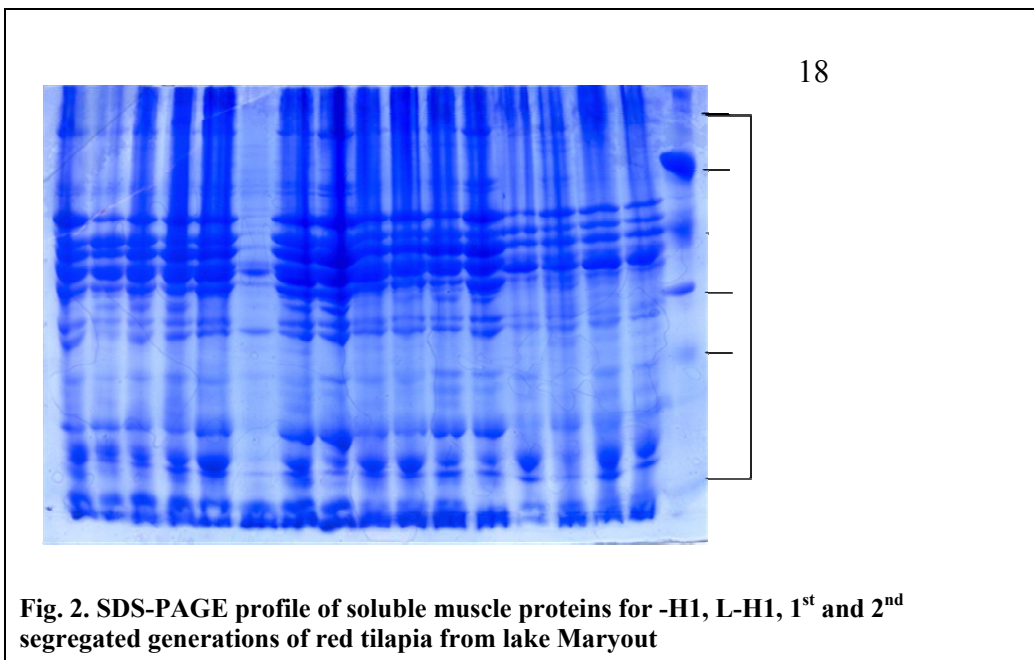 18
Fig. 2. SDS-PAGE profile of soluble muscle proteins for -H1, L-H1, 1st and 2nd
segregated generations of red tilapia from lake Maryout